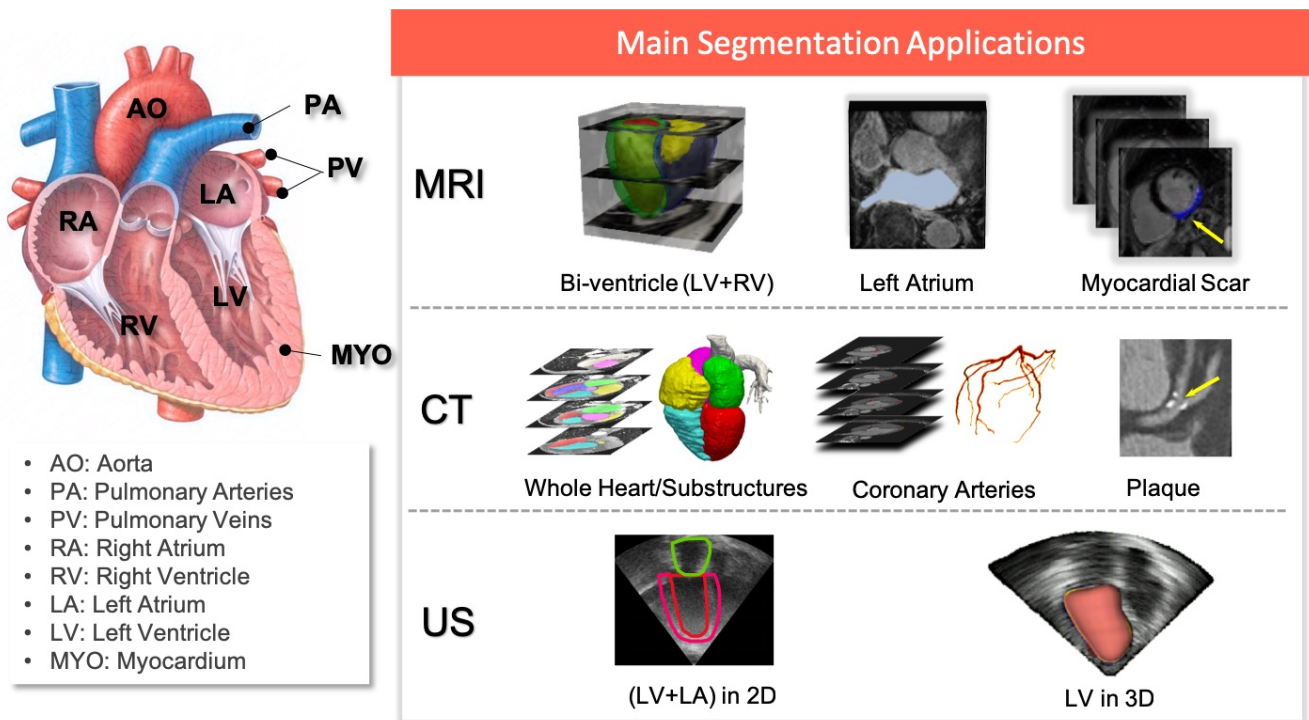 AO
PA
PV
LA
RA
LV
RV
MYO
• AO: Aorta
• PA: Pulmonary Arteries
• PV: Pulmonary Veins
• RA: Right Atrium
• RV: Right Ventricle
• LA: Left Atrium
• LV: Left Ventricle
• MYO: Myocardium
Main Segmentation Applications
MRI
Bi-ventricle (LV+RV)
Left Atrium
Myocardial Scar
CT
Whole Heart/Substructures
Coronary Arteries
Plaque
US
(LV+LA) in 2D
LV in 3D